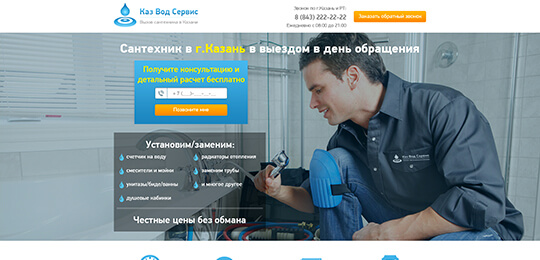 Каз Вод Сервис
Вызов сантехника в Казани
Звонок по г.Казань и РТ:
8 (843) 222-22-22
Ежедневно с 08:00 до 21:00
Заказать обратный звонок
Сантехник в г.Казань в выездом в день обращения
Получите консультацию и
детальный расчет бесплатно
+7 (___)___-__-__
Позвоните мне
Установим/заменим:
счетчик на воду
радиаторы отопления
смесители и мойки
заменим трубы
унитазы/биде/ванны
и многое другое
душевые кабинки
Честные цены без обмана
Каз Вод Сервис